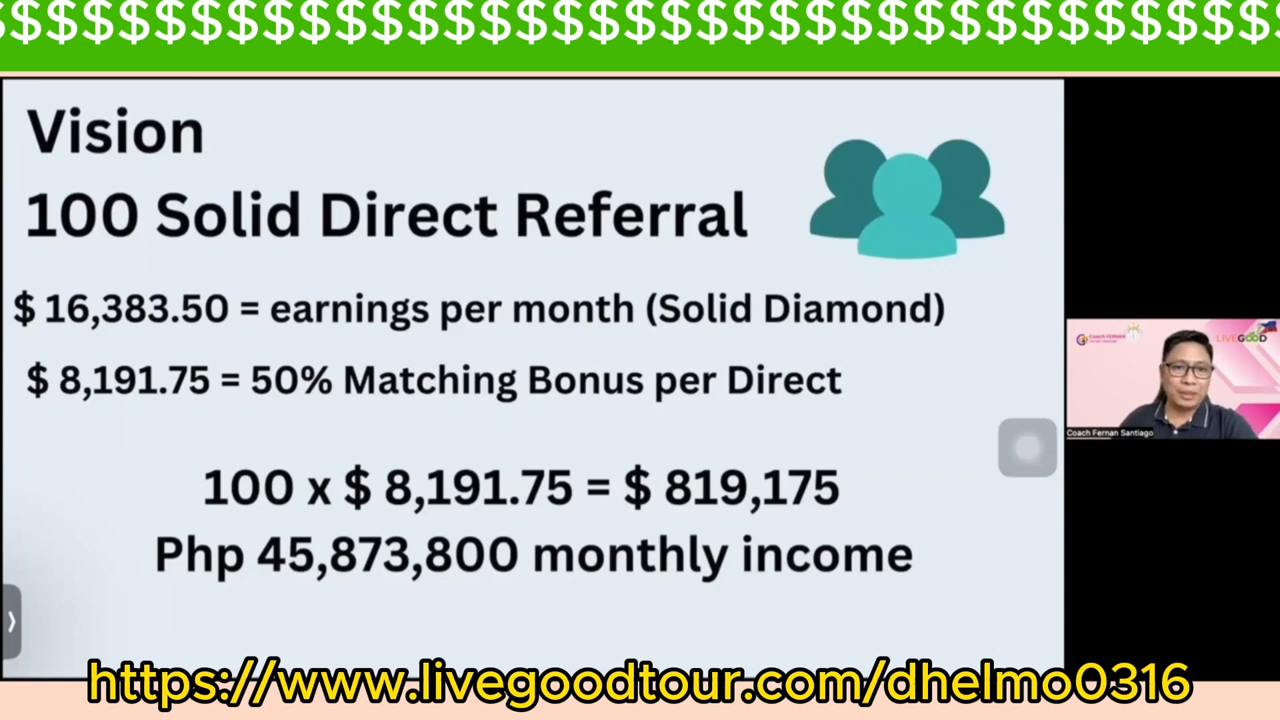 $$$$$$$$$$$$$$$$$$$$$$$$$$$$$$$$$$$$$$$
Vision
100 Solid Direct Referral
$ 16,383.50 = earnings per month (Solid Diamond)
$ 8,191.75 = 50% Matching Bonus per Direct
100 x $ 8,191.75 = $ 819,175
Php 45,873,800 monthly income
Coach Fernan
LIVEGOOD
Coach Fernan Santiago
https://www.livegoodtour.com/dhelmo0316